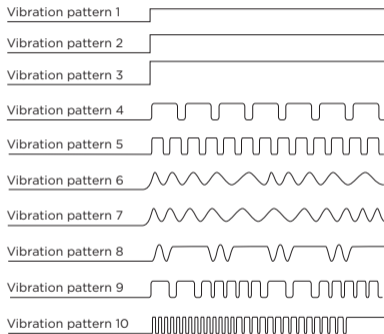 Vibration pattern 1
Vibration pattern 2
Vibration pattern 3
Vibration pattern 4
Vibration pattern 5
Vibration pattern 6
Vibration pattern 7
Vibration pattern 8
Vibration pattern 9
Vibration pattern 10